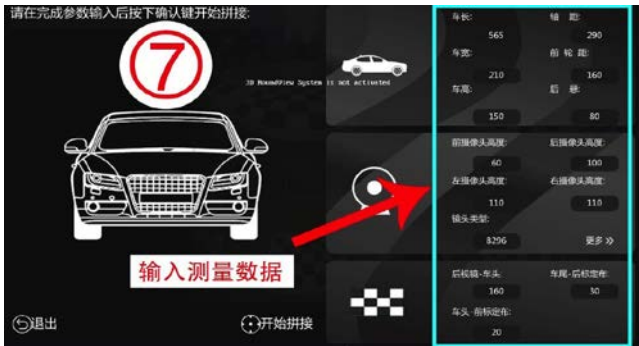 请在完成参数输入后按下确认键开始拼接:
⑦
3D RoundView System is not activated
输入测量数据
退出
开始拼接
车长: 轴 距:
565 290
车宽: 前 轮 距:
210 160
车高: 后 悬:
150 80
前摄像头高度: 后摄像头高度:
60 100
左摄像头高度: 右摄像头高度:
110 110
镜头类型:
8296 更多 »
后视镜-车头: 车尾-后标定布:
160 30
车头-前标定布:
20